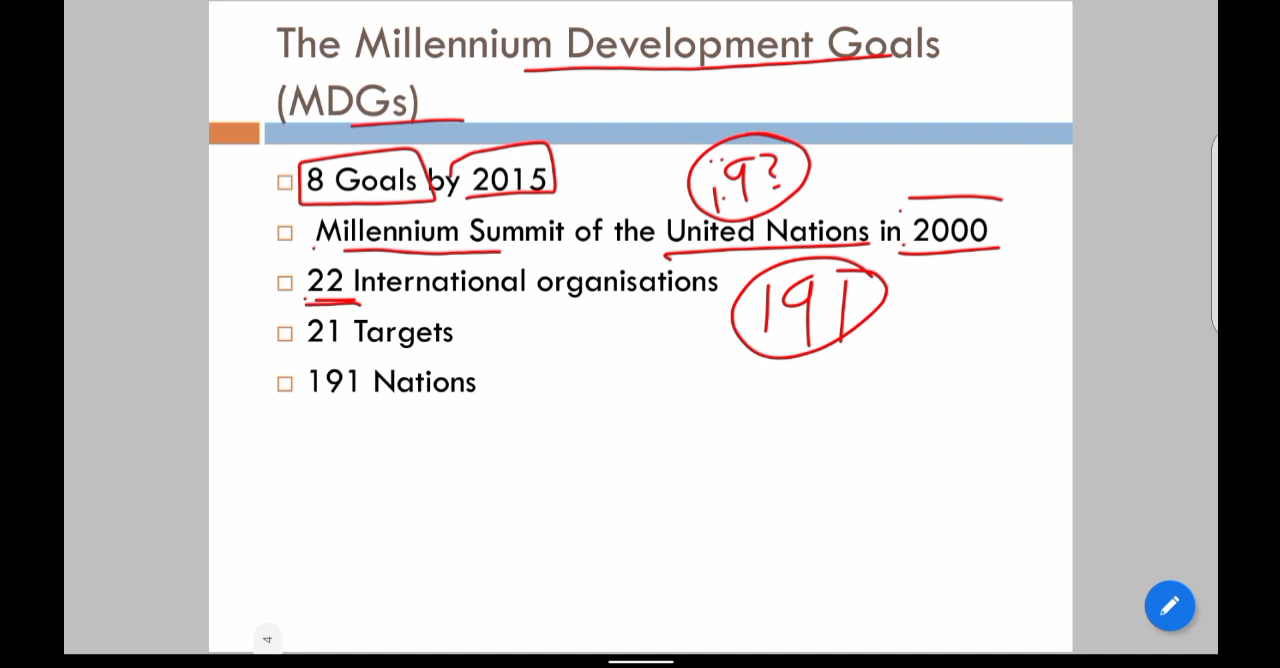 The Millennium Development Goals
(MDGs)
8 Goals by 2015
Millennium Summit of the United Nations in 2000
22 International organisations
191
21 Targets
191 Nations
4